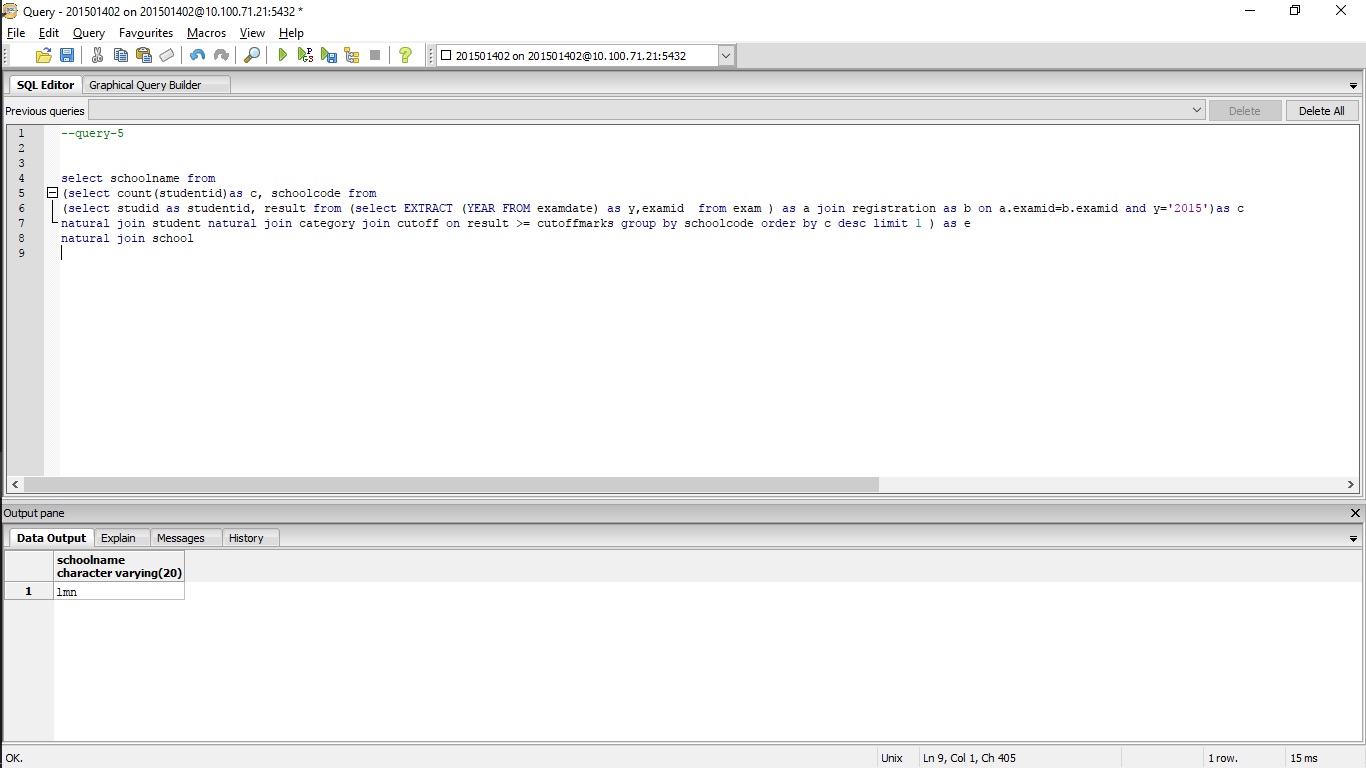 Query - 201501402 on 201501402@10.100.71.21:5432 *
File Edit Query Favourites Macros View Help
201501402 on 201501402@10.100.71.21:5432
SQL Editor Graphical Query Builder
Previous queries Delete Delete All
1 --query-5
2
3
4 select schoolname from
5 (select count(studentid)as c, schoolcode from
6 (select studid as studentid, result from (select EXTRACT (YEAR FROM examdate) as y,examid from exam ) as a join registration as b on a.examid=b.examid and y='2015')as c
7 natural join student natural join category join cutoff on result >= cutoffmarks group by schoolcode order by c desc limit 1 ) as e
8 natural join school
9
Output pane
Data Output Explain Messages History
schoolname
character varying(20)
1 lmn
OK. Unix Ln 9, Col 1, Ch 405 1 row. 15 ms